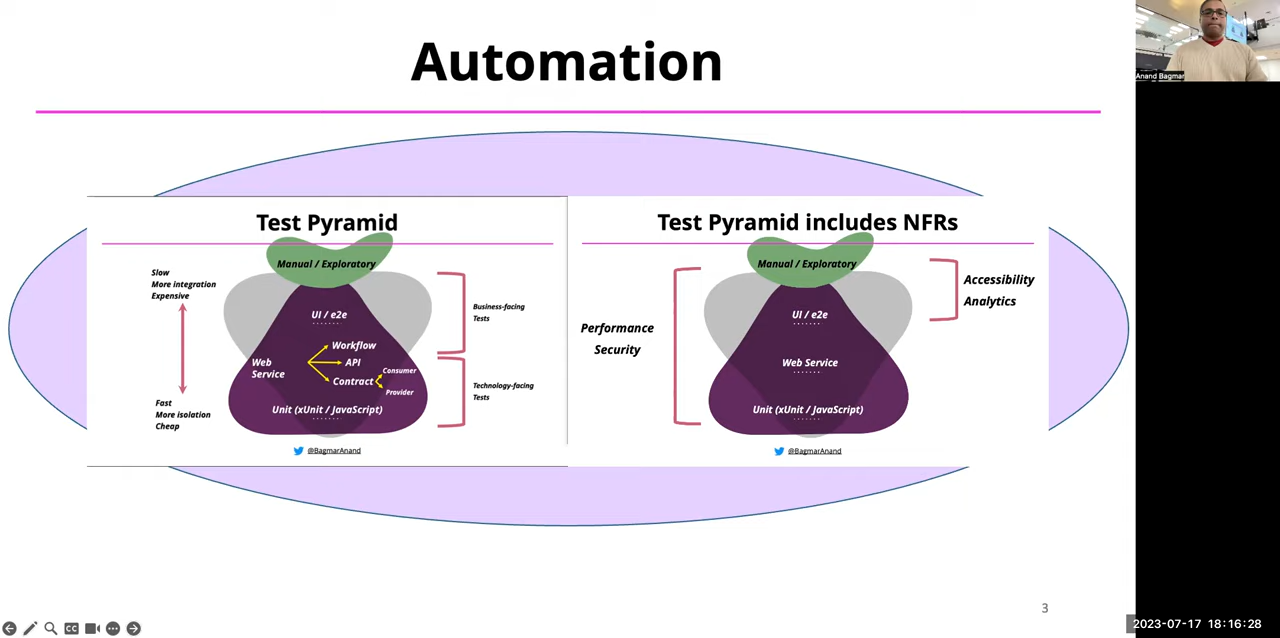 Automation
Anand Bagmar
Test Pyramid
Manual / Exploratory
Slow
More integration
Expensive
UI / e2e
Business-facing
Tests
Workflow
Web
Service
API
Contract
Consumer
Provider
Technology-facing
Tests
Fast
More isolation
Cheap
Unit (xUnit / JavaScript)
@BagmarAnand
Test Pyramid includes NFRs
Manual / Exploratory
Accessibility
Analytics
UI / e2e
Performance
Security
Web Service
Unit (xUnit / JavaScript)
@BagmarAnand
3
CC
2023-07-17 18:16:28